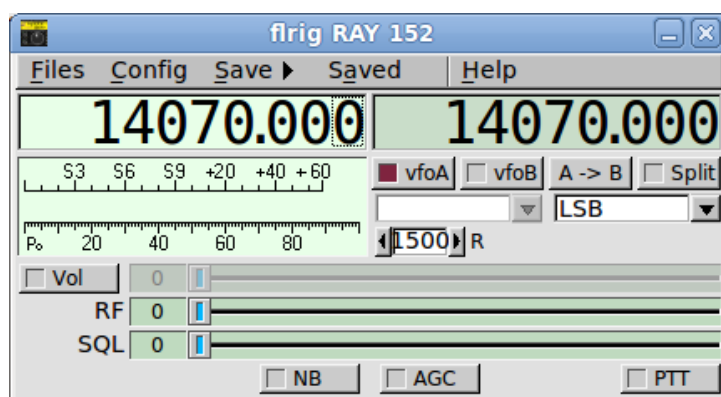 flrig RAY 152
Files Config Save Saved Help
14070.000 14070.000
S3 S6 S9 +20 +40 +60
vfoA vfoB A -> B Split
LSB
Po 20 40 60 80
1500 R
Vol 0
RF 0
SQL 0
NB AGC PTT